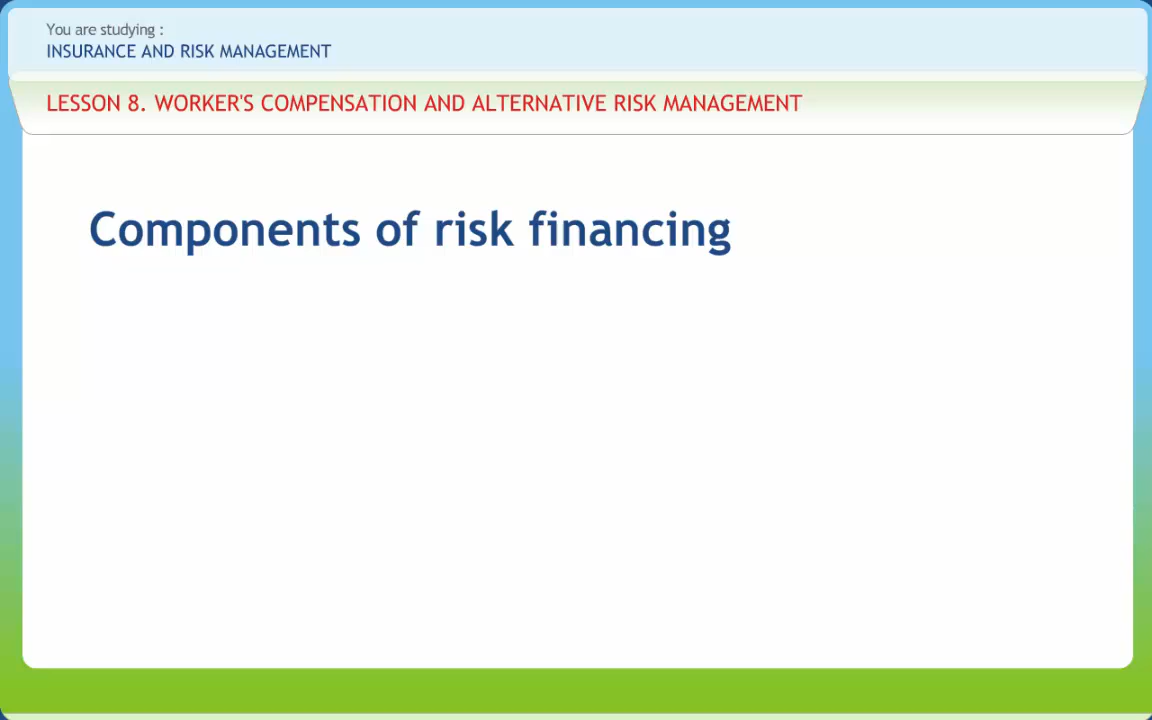 You are studying :
INSURANCE AND RISK MANAGEMENT
LESSON 8. WORKER'S COMPENSATION AND ALTERNATIVE RISK MANAGEMENT
Components of risk financing